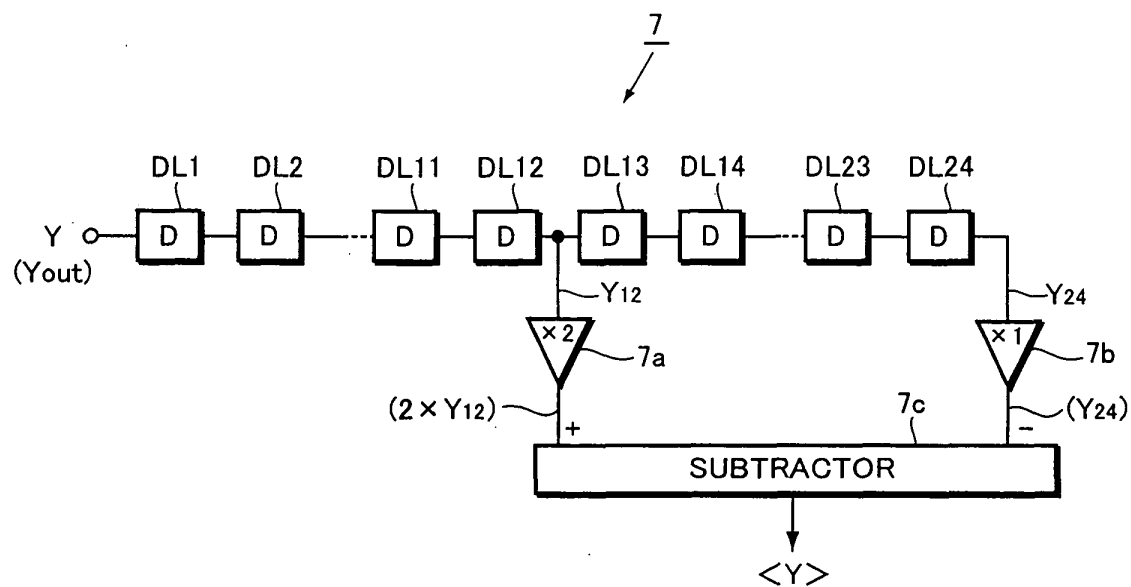 7
DL1 DL2 DL11 DL12 DL13 DL14 DL23 DL24
Y D D D D D D D D
(Yout)
Y12 Y24
×2 ×1
7a 7b
(2 × Y12) 7c (Y24)
+ −
SUBTRACTOR
<Y>